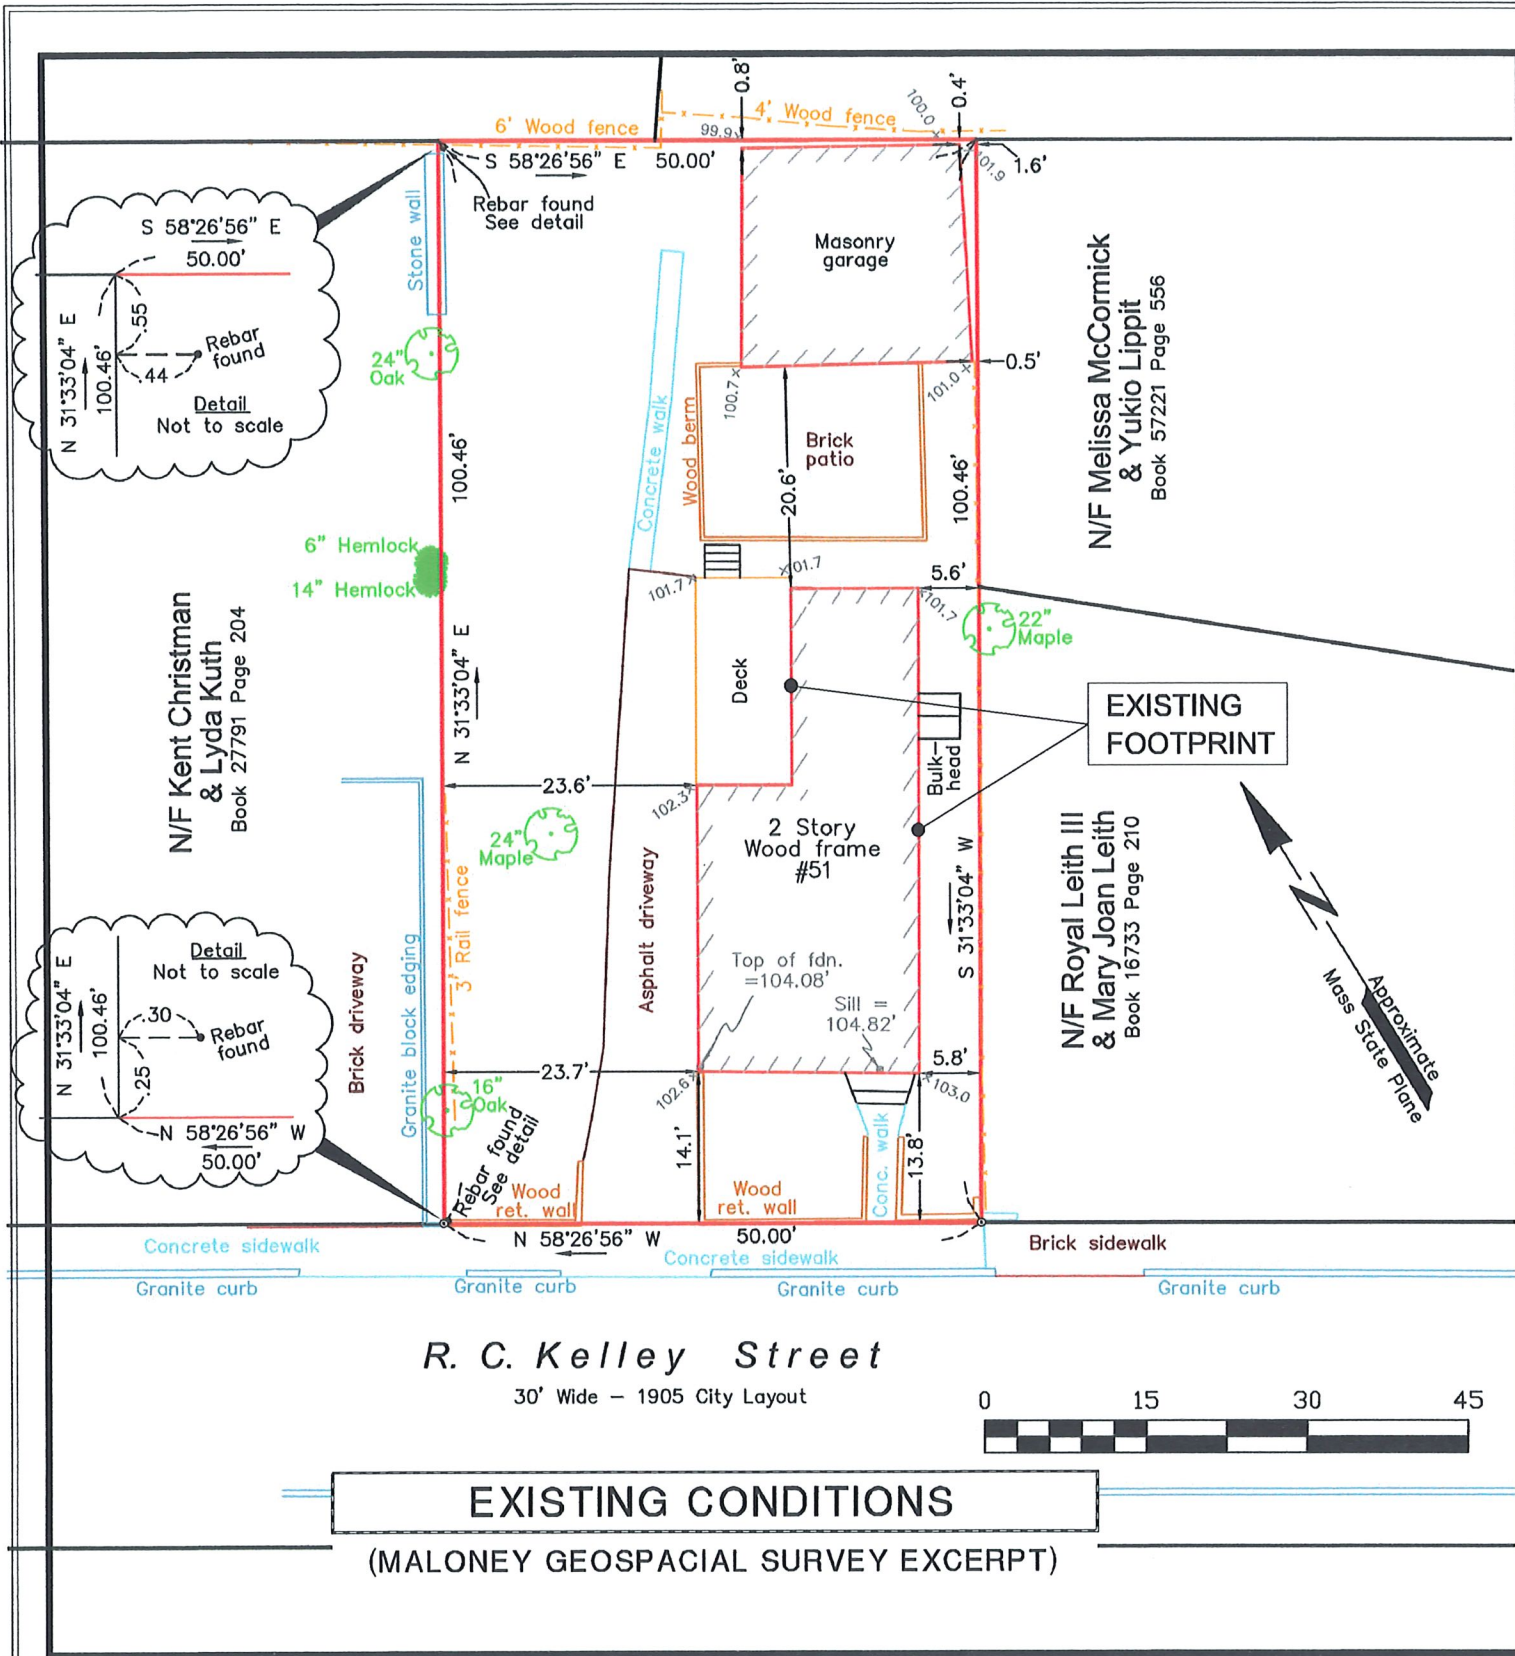 0.8'
0.4'
6' Wood fence
4' Wood fence
100.0
99.9
S 58°26'56" E 50.00'
101.9
1.6'
Rebar found
See detail
Stone wall
Masonry
garage
S 58°26'56" E
50.00'
.55
.44
N 31°33'04" E
100.46'
Rebar
found
Detail
Not to scale
24"
Oak
0.5'
100.7
101.0
Concrete walk
Wood berm
Brick
patio
20.6'
100.46'
100.46'
N/F Melissa McCormick
& Yukio Lippit
Book 57221 Page 556
6" Hemlock
14" Hemlock
101.7
101.7
5.6'
101.7
22"
Maple
N/F Kent Christman
& Lyda Kuth
Book 27791 Page 204
N 31°33'04" E
Deck
Bulk-
head
EXISTING
FOOTPRINT
23.6'
102.3
24"
Maple
2 Story
Wood frame
#51
Asphalt driveway
3' Rail fence
Granite block edging
Brick driveway
S 31°33'04" W
N/F Royal Leith III
& Mary Joan Leith
Book 16733 Page 210
Approximate
Mass State Plane
Top of fdn.
=104.08'
Sill =
104.82'
Detail
Not to scale
.30
.25
N 31°33'04" E
100.46'
Rebar
found
N 58°26'56" W
50.00'
23.7'
102.6
5.8'
103.0
16"
Oak
Rebar found
See detail
14.1'
13.8'
Conc. walk
Wood
ret. wall
Wood
ret. wall
N 58°26'56" W 50.00'
Concrete sidewalk
Concrete sidewalk
Brick sidewalk
Granite curb
Granite curb
Granite curb
Granite curb
R. C. Kelley Street
30' Wide – 1905 City Layout
0 15 30 45
EXISTING CONDITIONS
(MALONEY GEOSPACIAL SURVEY EXCERPT)